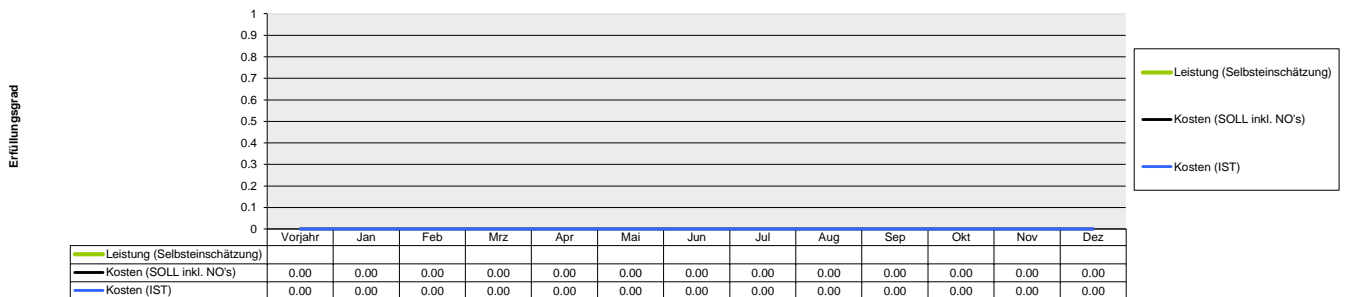 Erfüllungsgrad
1
0.9
0.8
0.7
0.6
0.5
0.4
0.3
0.2
0.1
0
Vorjahr Jan Feb Mrz Apr Mai Jun Jul Aug Sep Okt Nov Dez
Leistung (Selbsteinschätzung)
Kosten (SOLL inkl. NO's) 0.00 0.00 0.00 0.00 0.00 0.00 0.00 0.00 0.00 0.00 0.00 0.00 0.00
Kosten (IST) 0.00 0.00 0.00 0.00 0.00 0.00 0.00 0.00 0.00 0.00 0.00 0.00 0.00
Leistung (Selbsteinschätzung)
Kosten (SOLL inkl. NO's)
Kosten (IST)